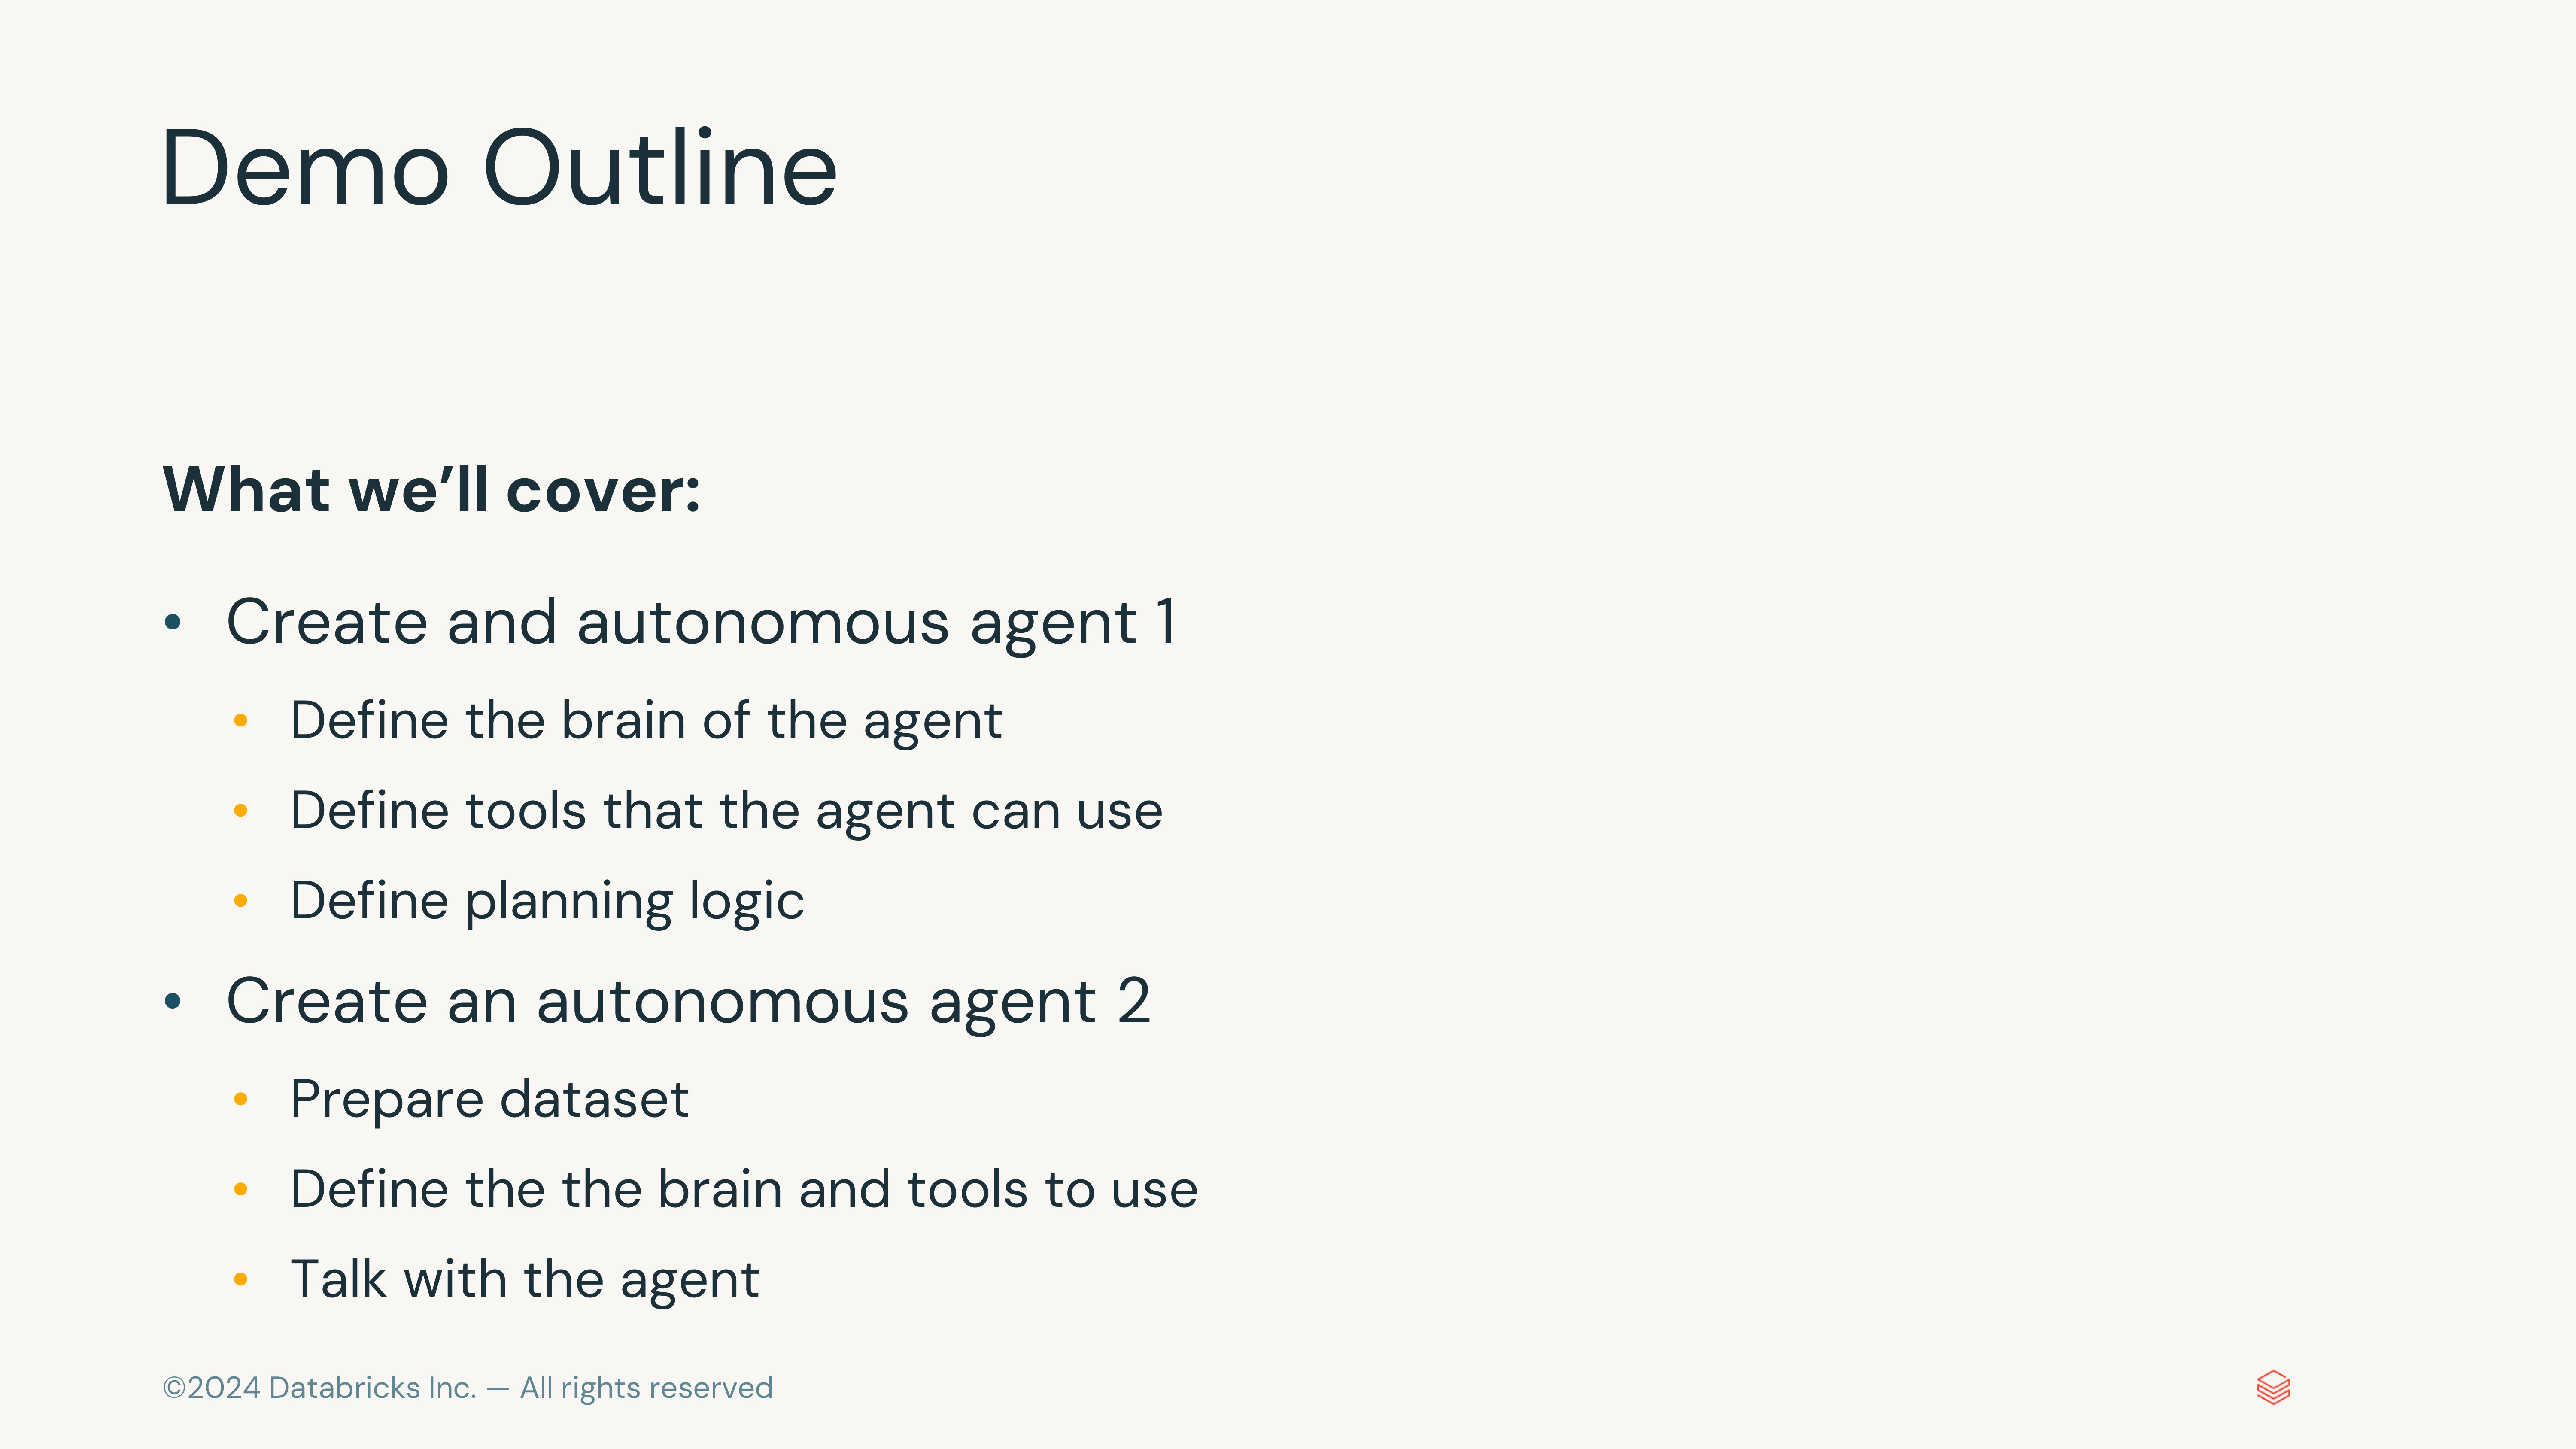 Demo Outline
What we’ll cover:
• Create and autonomous agent 1
• Define the brain of the agent
• Define tools that the agent can use
• Define planning logic
• Create an autonomous agent 2
• Prepare dataset
• Define the the brain and tools to use
• Talk with the agent
©2024 Databricks Inc. — All rights reserved